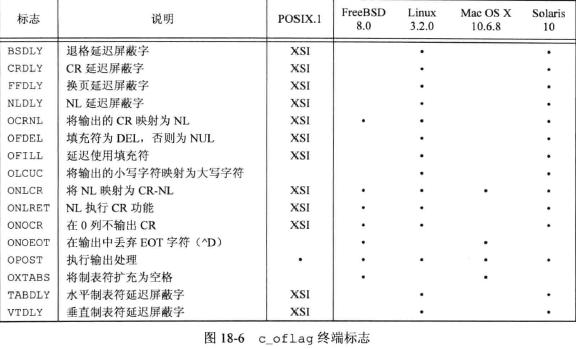 标志 说明 POSIX.1 FreeBSD 8.0 Linux 3.2.0 Mac OS X 10.6.8 Solaris 10
BSDLY 退格延迟屏蔽字 XSI • •
CRDLY CR 延迟屏蔽字 XSI • •
FFDLY 换页延迟屏蔽字 XSI • •
NLDLY NL 延迟屏蔽字 XSI • •
OCRNL 将输出的 CR 映射为 NL XSI • • •
OFDEL 填充符为 DEL，否则为 NUL XSI • •
OFILL 延迟使用填充符 XSI • •
OLCUC 将输出的小写字符映射为大写字符 • •
ONLCR 将 NL 映射为 CR-NL XSI • • • •
ONLRET NL 执行 CR 功能 XSI • • •
ONOCR 在 0 列不输出 CR XSI • • •
ONOEOT 在输出中丢弃 EOT 字符（^D） • •
OPOST 执行输出处理 • • • • •
OXTABS 将制表符扩充为空格 • •
TABDLY 水平制表符延迟屏蔽字 XSI • •
VTDLY 垂直制表符延迟屏蔽字 XSI • •
图 18-6 c_oflag 终端标志